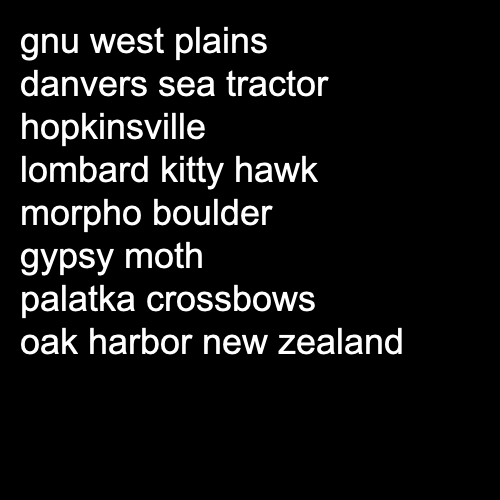 gnu west plains
danvers sea tractor
hopkinsville
lombard kitty hawk
morpho boulder
gypsy moth
palatka crossbows
oak harbor new zealand